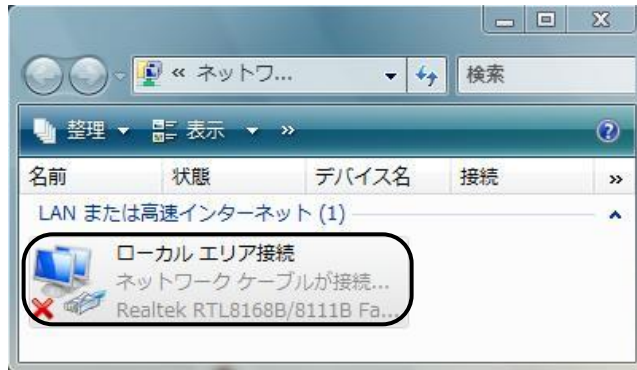 « ネットワ... 検索
整理 表示 »
名前 状態 デバイス名 接続 »
LAN または高速インターネット (1)
ローカル エリア接続
ネットワーク ケーブルが接続...
Realtek RTL8168B/8111B Fa...